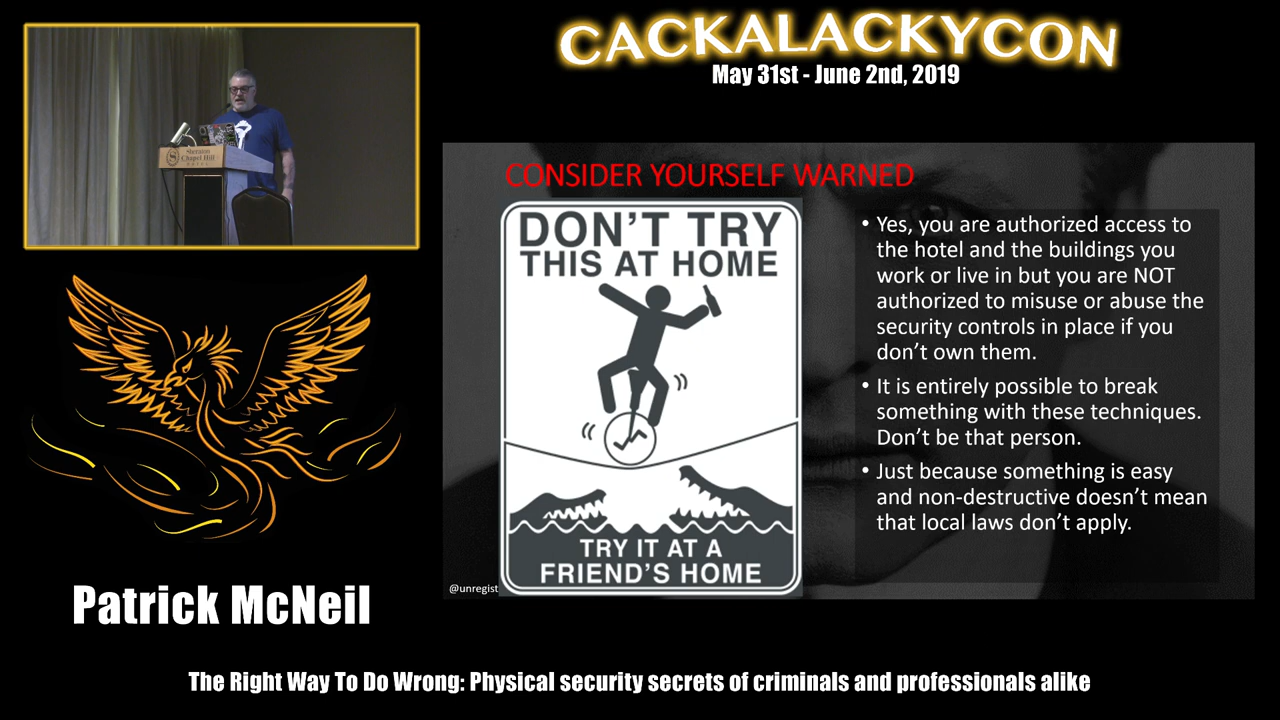 CACKALACKYCON
May 31st - June 2nd, 2019
Sheraton
Chapel Hill
HOTEL
CONSIDER YOURSELF WARNED
DON'T TRY
THIS AT HOME
TRY IT AT A
FRIEND'S HOME
• Yes, you are authorized access to
the hotel and the buildings you
work or live in but you are NOT
authorized to misuse or abuse the
security controls in place if you
don't own them.
• It is entirely possible to break
something with these techniques.
Don't be that person.
• Just because something is easy
and non-destructive doesn't mean
that local laws don't apply.
@unregist
Patrick McNeil
The Right Way To Do Wrong: Physical security secrets of criminals and professionals alike